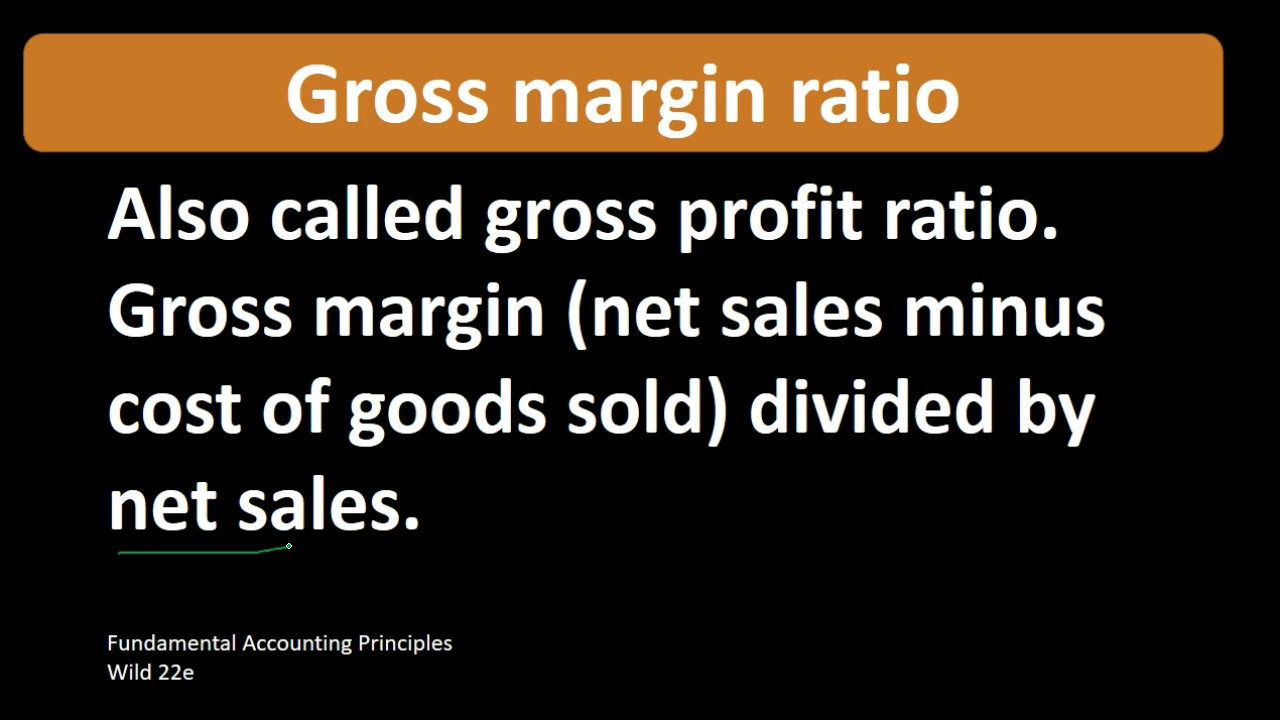 Gross margin ratio
Also called gross profit ratio.
Gross margin (net sales minus
cost of goods sold) divided by
net sales.
Fundamental Accounting Principles
Wild 22e